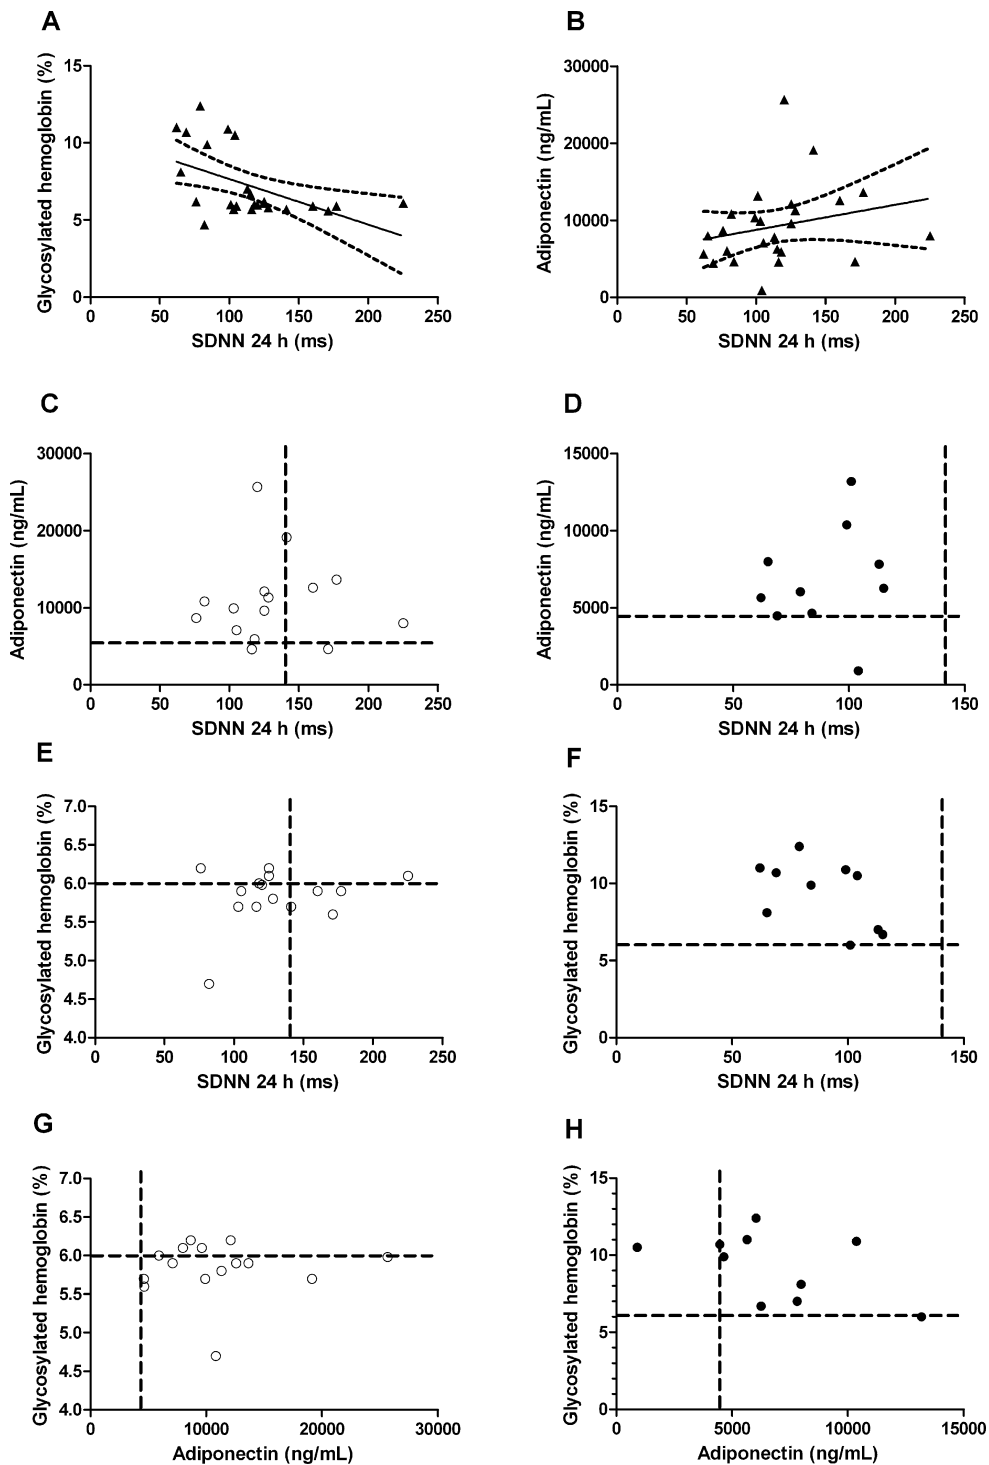 A
Glycosylated hemoglobin (%)
15
10
5
0
0 50 100 150 200 250
SDNN 24 h (ms)
B
Adiponectin (ng/mL)
30000
20000
10000
0
0 50 100 150 200 250
SDNN 24 h (ms)
C
Adiponectin (ng/mL)
30000
20000
10000
0
0 50 100 150 200 250
SDNN 24 h (ms)
D
Adiponectin (ng/mL)
15000
10000
5000
0
0 50 100 150
SDNN 24 h (ms)
E
Glycosylated hemoglobin (%)
7.0
6.5
6.0
5.5
5.0
4.5
4.0
0 50 100 150 200 250
SDNN 24 h (ms)
F
Glycosylated hemoglobin (%)
15
10
5
0
0 50 100 150
SDNN 24 h (ms)
G
Glycosylated hemoglobin (%)
7.0
6.5
6.0
5.5
5.0
4.5
4.0
0 10000 20000 30000
Adiponectin (ng/mL)
H
Glycosylated hemoglobin (%)
15
10
5
0
0 5000 10000 15000
Adiponectin (ng/mL)